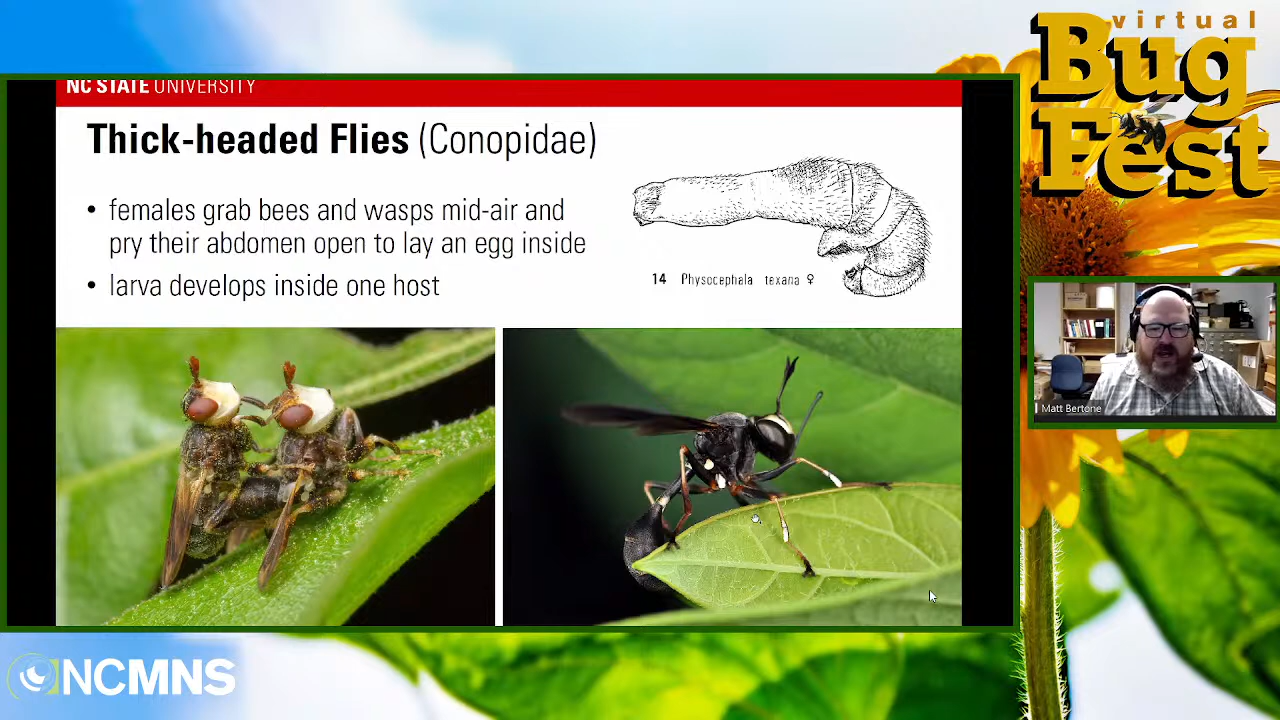 virtual
Bug
Fest
NC STATE UNIVERSITY
Thick-headed Flies (Conopidae)
• females grab bees and wasps mid-air and
pry their abdomen open to lay an egg inside
• larva develops inside one host
14 Physocephala texana ♀
Matt Bertone
NCMNS